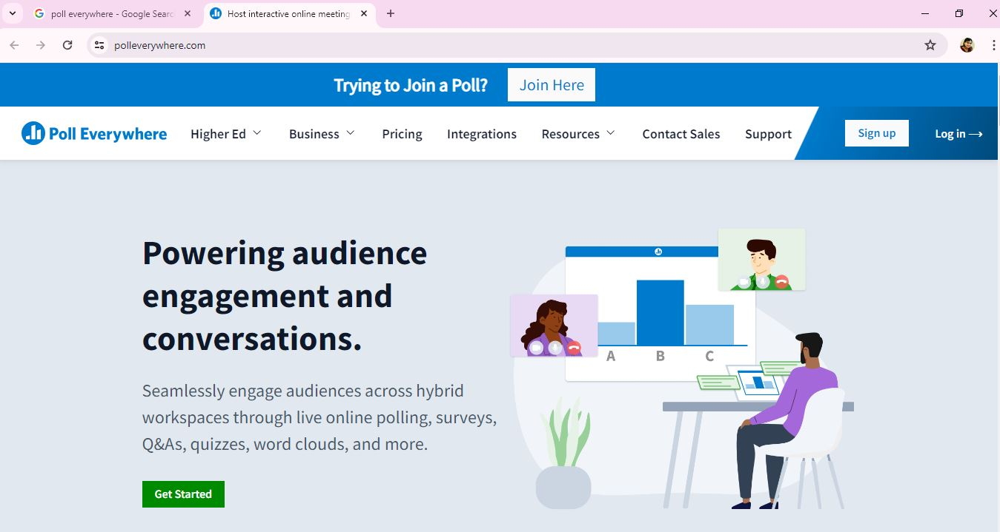 poll everywhere - Google Searc
Host interactive online meeting
polleverywhere.com
Trying to Join a Poll? Join Here
Poll Everywhere Higher Ed Business Pricing Integrations Resources Contact Sales Support Sign up Log in →
Powering audience
engagement and
conversations.
Seamlessly engage audiences across hybrid
workspaces through live online polling, surveys,
Q&As, quizzes, word clouds, and more.
Get Started
A B C